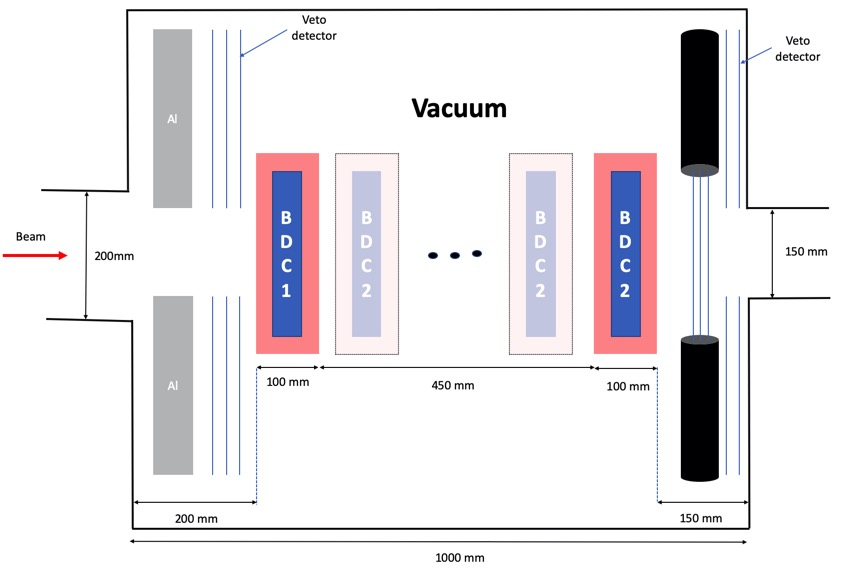 Veto
detector
Veto
detector
Al
Vacuum
Beam
200mm
B
D
C
1
B
D
C
2
B
D
C
2
B
D
C
2
150 mm
Al
100 mm
450 mm
100 mm
200 mm
150 mm
1000 mm